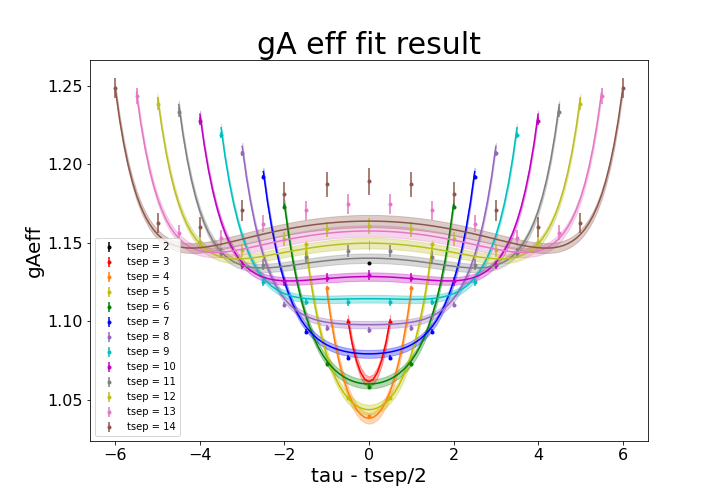 gA eff fit result
gAeff
1.25
1.20
1.15
1.10
1.05
tsep = 2
tsep = 3
tsep = 4
tsep = 5
tsep = 6
tsep = 7
tsep = 8
tsep = 9
tsep = 10
tsep = 11
tsep = 12
tsep = 13
tsep = 14
−6 −4 −2 0 2 4 6
tau - tsep/2